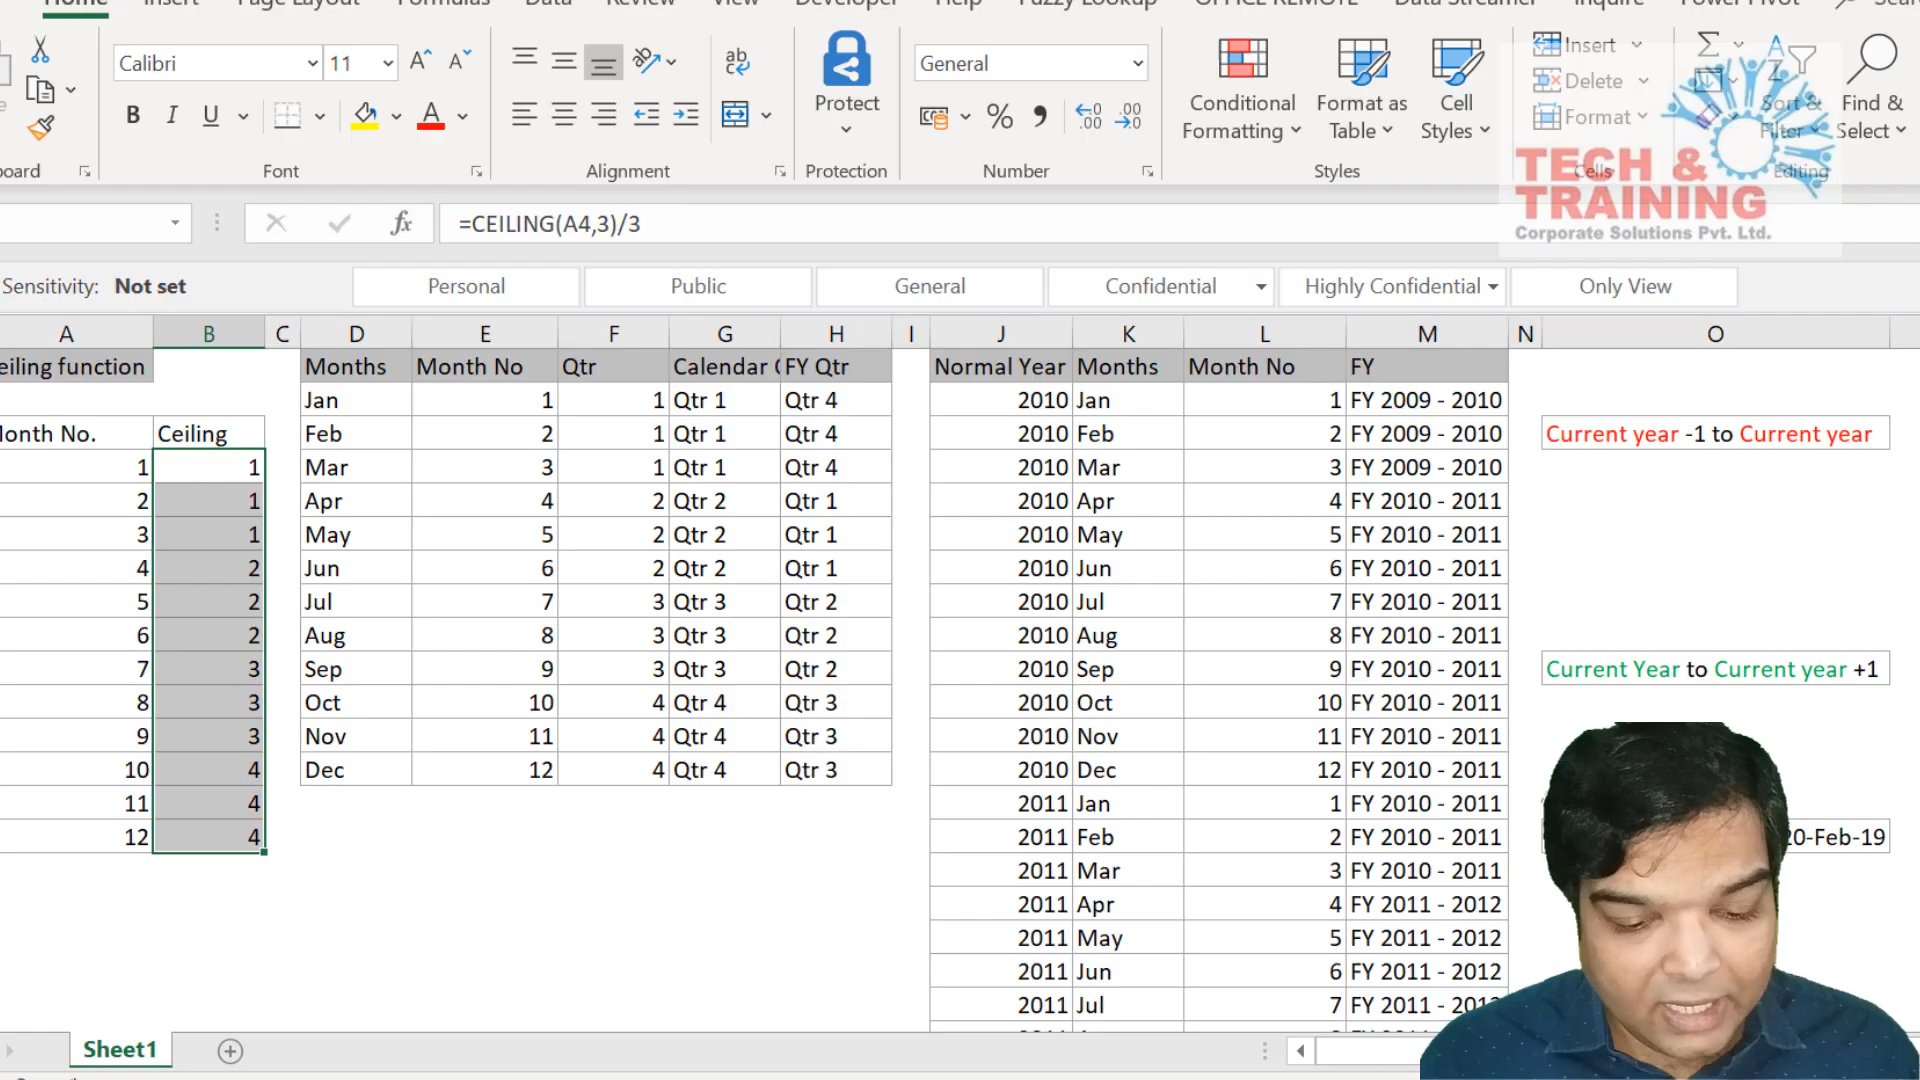 Home Insert Page Layout Formulas Data Review View Developer Help Fuzzy Lookup OFFICE REMOTE Data Streamer Inquire Power Pivot
Calibri 11 ab General Insert
Protect Conditional Formatting Format as Table Cell Styles Delete Sort & Filter Find & Select
B I U A % Format
Font Alignment Protection Number Styles Cells Editing
TECH & TRAINING
Corporate Solutions Pvt. Ltd.
fx =CEILING(A4,3)/3
Sensitivity: Not set Personal Public General Confidential Highly Confidential Only View
A B C D E F G H I J K L M N O
eiling function Months Month No Qtr Calendar FY Qtr Normal Year Months Month No FY
Jan 1 1 Qtr 1 Qtr 4 2010 Jan 1 FY 2009 - 2010
Month No. Ceiling Feb 2 1 Qtr 1 Qtr 4 2010 Feb 2 FY 2009 - 2010 Current year -1 to Current year
1 1 Mar 3 1 Qtr 1 Qtr 4 2010 Mar 3 FY 2009 - 2010
2 1 Apr 4 2 Qtr 2 Qtr 1 2010 Apr 4 FY 2010 - 2011
3 1 May 5 2 Qtr 2 Qtr 1 2010 May 5 FY 2010 - 2011
4 2 Jun 6 2 Qtr 2 Qtr 1 2010 Jun 6 FY 2010 - 2011
5 2 Jul 7 3 Qtr 3 Qtr 2 2010 Jul 7 FY 2010 - 2011
6 2 Aug 8 3 Qtr 3 Qtr 2 2010 Aug 8 FY 2010 - 2011
7 3 Sep 9 3 Qtr 3 Qtr 2 2010 Sep 9 FY 2010 - 2011 Current Year to Current year +1
8 3 Oct 10 4 Qtr 4 Qtr 3 2010 Oct 10 FY 2010 - 2011
9 3 Nov 11 4 Qtr 4 Qtr 3 2010 Nov 11 FY 2010 - 2011
10 4 Dec 12 4 Qtr 4 Qtr 3 2010 Dec 12 FY 2010 - 2011
11 4 2011 Jan 1 FY 2010 - 2011
12 4 2011 Feb 2 FY 2010 - 2011 20-Feb-19
2011 Mar 3 FY 2010 - 2011
2011 Apr 4 FY 2011 - 2012
2011 May 5 FY 2011 - 2012
2011 Jun 6 FY 2011 - 2012
2011 Jul 7 FY 2011 - 2012
Sheet1